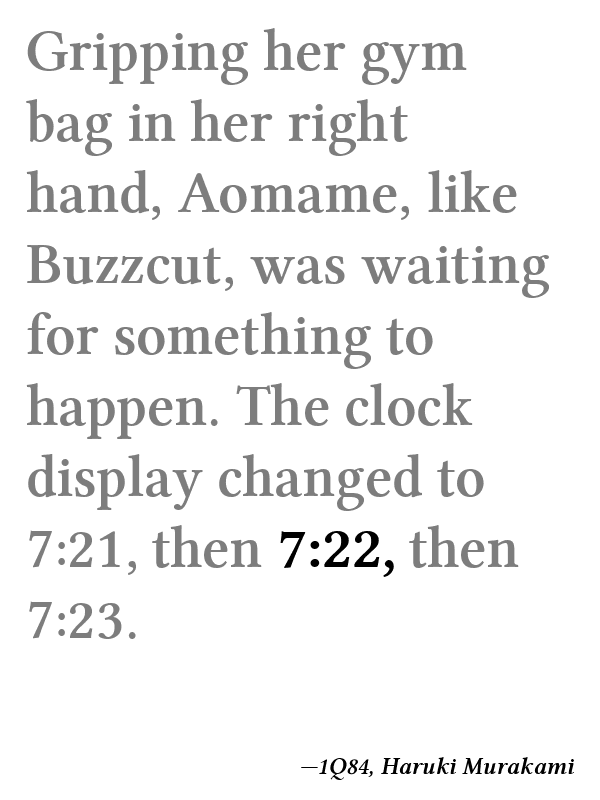 Gripping her gym
bag in her right
hand, Aomame, like
Buzzcut, was waiting
for something to
happen. The clock
display changed to
7:21, then 7:22, then
7:23.
—1Q84, Haruki Murakami